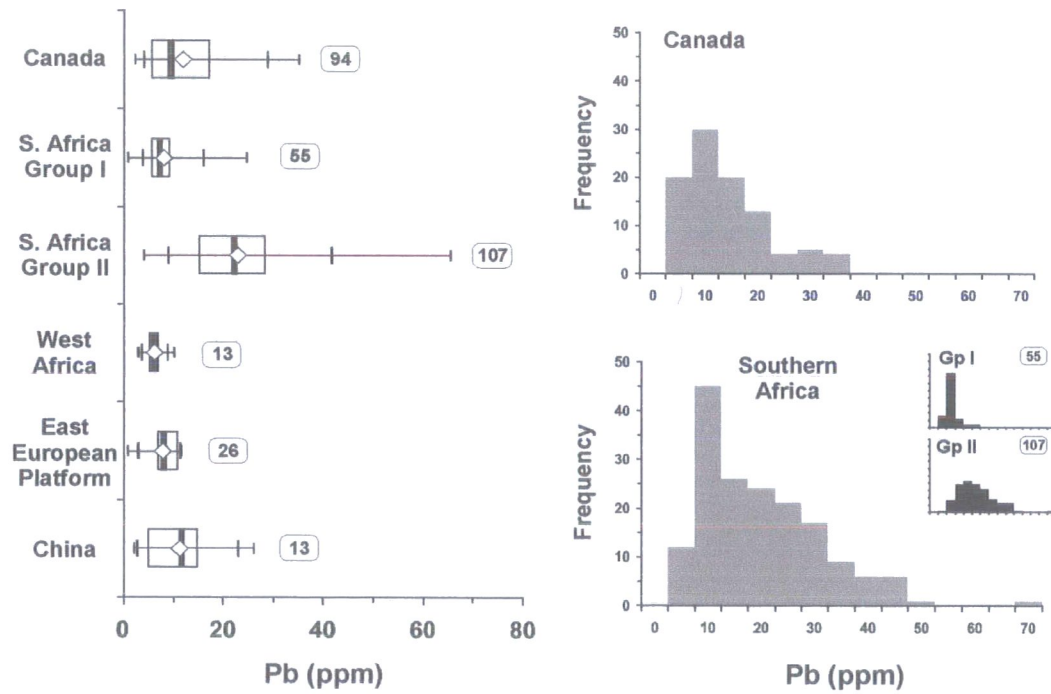 Canada
94
S. Africa
Group I
55
S. Africa
Group II
107
West
Africa
13
East
European
Platform
26
China
13
0 20 40 60 80
Pb (ppm)
50
40
30
20
10
0
Frequency
Canada
0 10 20 30 40 50 60 70
50
40
30
20
10
0
Frequency
Southern
Africa
Gp I
55
Gp II
107
0 10 20 30 40 50 60 70
Pb (ppm)